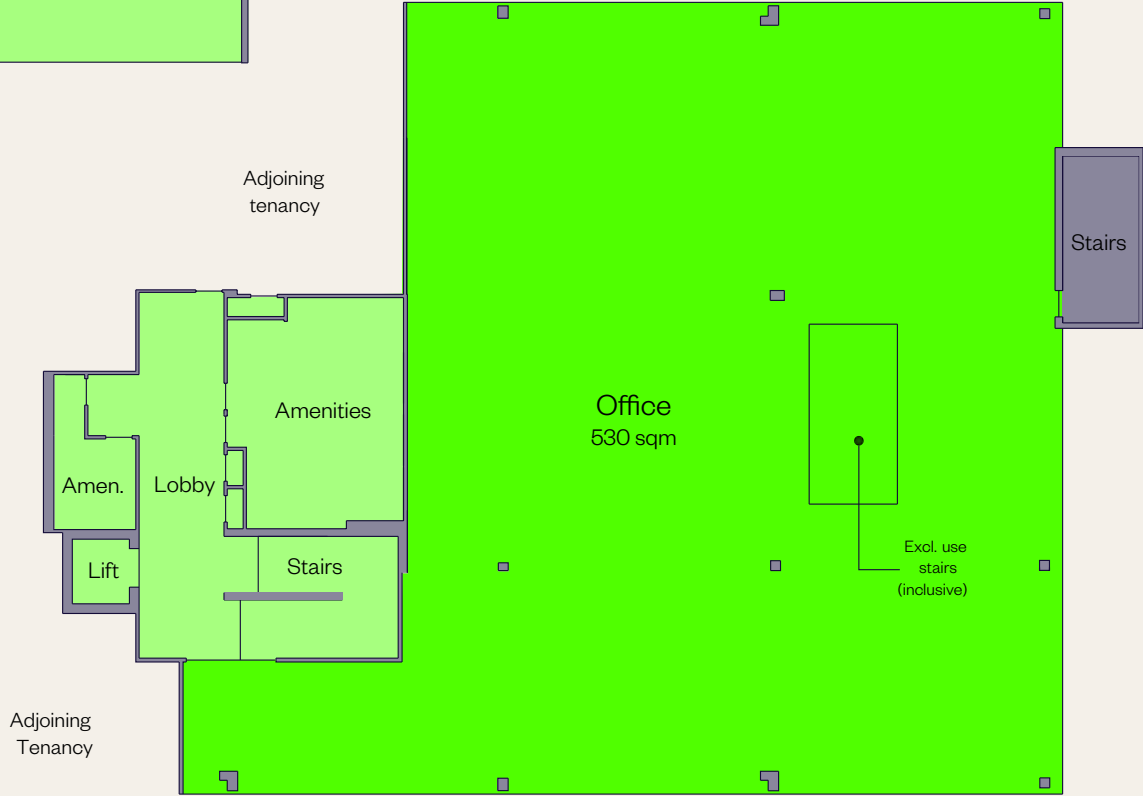 Adjoining
tenancy
Stairs
Office
530 sqm
Amenities
Amen.
Lobby
Lift
Stairs
Excl. use
stairs
(inclusive)
Adjoining
Tenancy